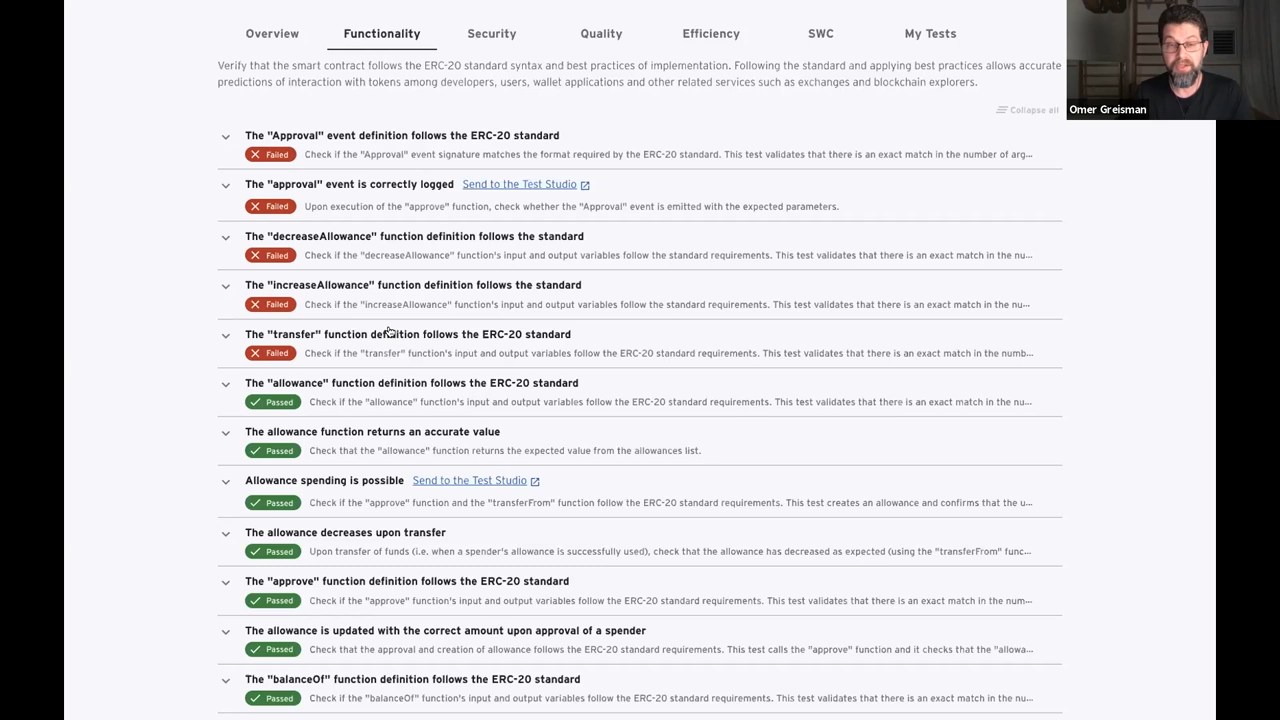 Overview Functionality Security Quality Efficiency SWC My Tests
Verify that the smart contract follows the ERC-20 standard syntax and best practices of implementation. Following the standard and applying best practices allows accurate
predictions of interaction with tokens among developers, users, wallet applications and other related services such as exchanges and blockchain explorers.
Omer Greisman
Collapse all
The "Approval" event definition follows the ERC-20 standard
Failed Check if the "Approval" event signature matches the format required by the ERC-20 standard. This test validates that there is an exact match in the number of arg...
The "approval" event is correctly logged Send to the Test Studio
Failed Upon execution of the "approve" function, check whether the "Approval" event is emitted with the expected parameters.
The "decreaseAllowance" function definition follows the standard
Failed Check if the "decreaseAllowance" function's input and output variables follow the standard requirements. This test validates that there is an exact match in the nu...
The "increaseAllowance" function definition follows the standard
Failed Check if the "increaseAllowance" function's input and output variables follow the standard requirements. This test validates that there is an exact match in the nu...
The "transfer" function definition follows the ERC-20 standard
Failed Check if the "transfer" function's input and output variables follow the ERC-20 standard requirements. This test validates that there is an exact match in the numb...
The "allowance" function definition follows the ERC-20 standard
Passed Check if the "allowance" function's input and output variables follow the ERC-20 standard requirements. This test validates that there is an exact match in the nu...
The allowance function returns an accurate value
Passed Check that the "allowance" function returns the expected value from the allowances list.
Allowance spending is possible Send to the Test Studio
Passed Check if the "approve" function and the "transferFrom" function follow the ERC-20 standard requirements. This test creates an allowance and confirms that the u...
The allowance decreases upon transfer
Passed Upon transfer of funds (i.e. when a spender's allowance is successfully used), check that the allowance has decreased as expected (using the "transferFrom" func...
The "approve" function definition follows the ERC-20 standard
Passed Check if the "approve" function's input and output variables follow the ERC-20 standard requirements. This test validates that there is an exact match in the num...
The allowance is updated with the correct amount upon approval of a spender
Passed Check that the approval and creation of allowance follows the ERC-20 standard requirements. This test calls the "approve" function and it checks that the "allowa...
The "balanceOf" function definition follows the ERC-20 standard
Passed Check if the "balanceOf" function's input and output variables follow the ERC-20 standard requirements. This test validates that there is an exact match in the nu...